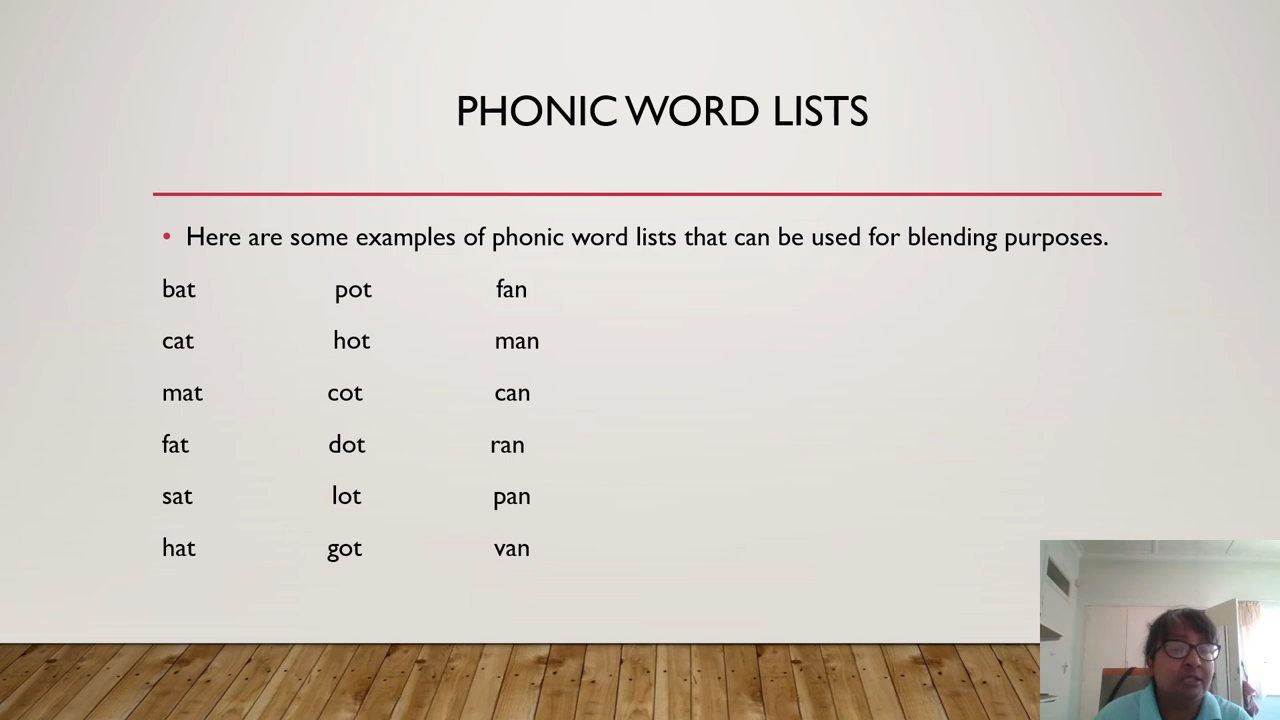 PHONIC WORD LISTS
• Here are some examples of phonic word lists that can be used for blending purposes.
bat pot fan
cat hot man
mat cot can
fat dot ran
sat lot pan
hat got van